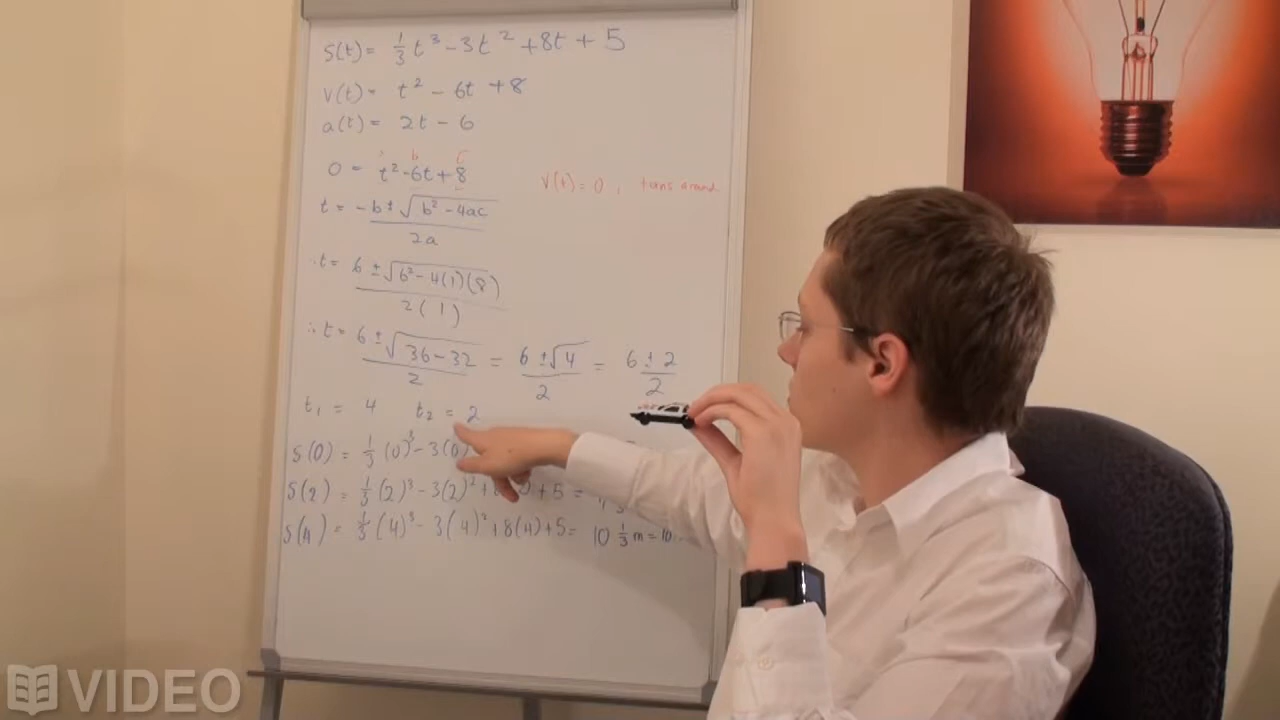 s(t) = 1/3 t³ - 3t² + 8t + 5
v(t) = t² - 6t + 8
a(t) = 2t - 6
b c
0 = t² - 6t + 8
v(t) = 0, turns around
t = -b ± √(b² - 4ac) / 2a
∴ t = 6 ± √(6² - 4(1)(8)) / 2(1)
∴ t = 6 ± √(36 - 32) / 2 = 6 ± √4 / 2 = 6 ± 2 / 2
t₁ = 4 t₂ = 2
s(0) = 1/3 (0)³ - 3(0)
s(2) = 1/3 (2)³ - 3(2)² + 5 =
s(4) = 1/3 (4)³ - 3(4)² + 8(4) + 5 = 10 1/3 m = 10
VIDEO